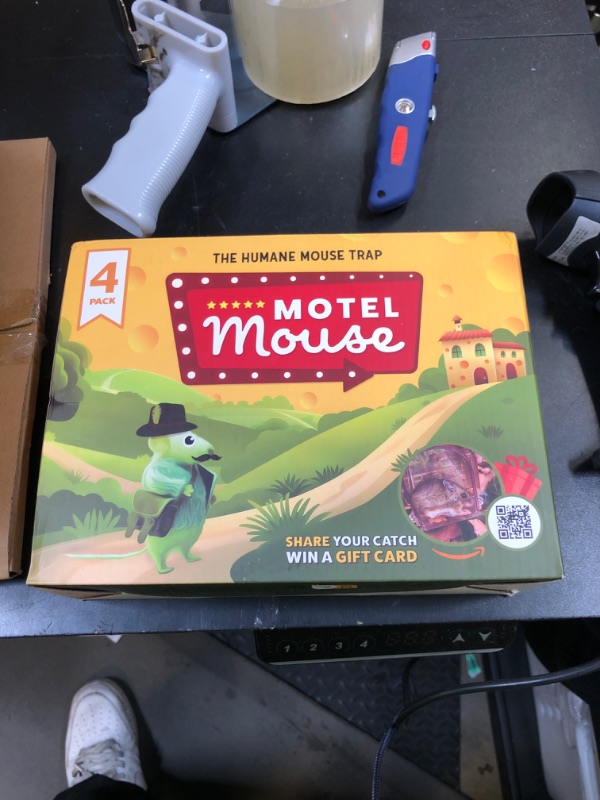 THE HUMANE MOUSE TRAP
4
PACK
MOTEL
Mouse
SHARE YOUR CATCH
WIN A GIFT CARD
1 2 3 4